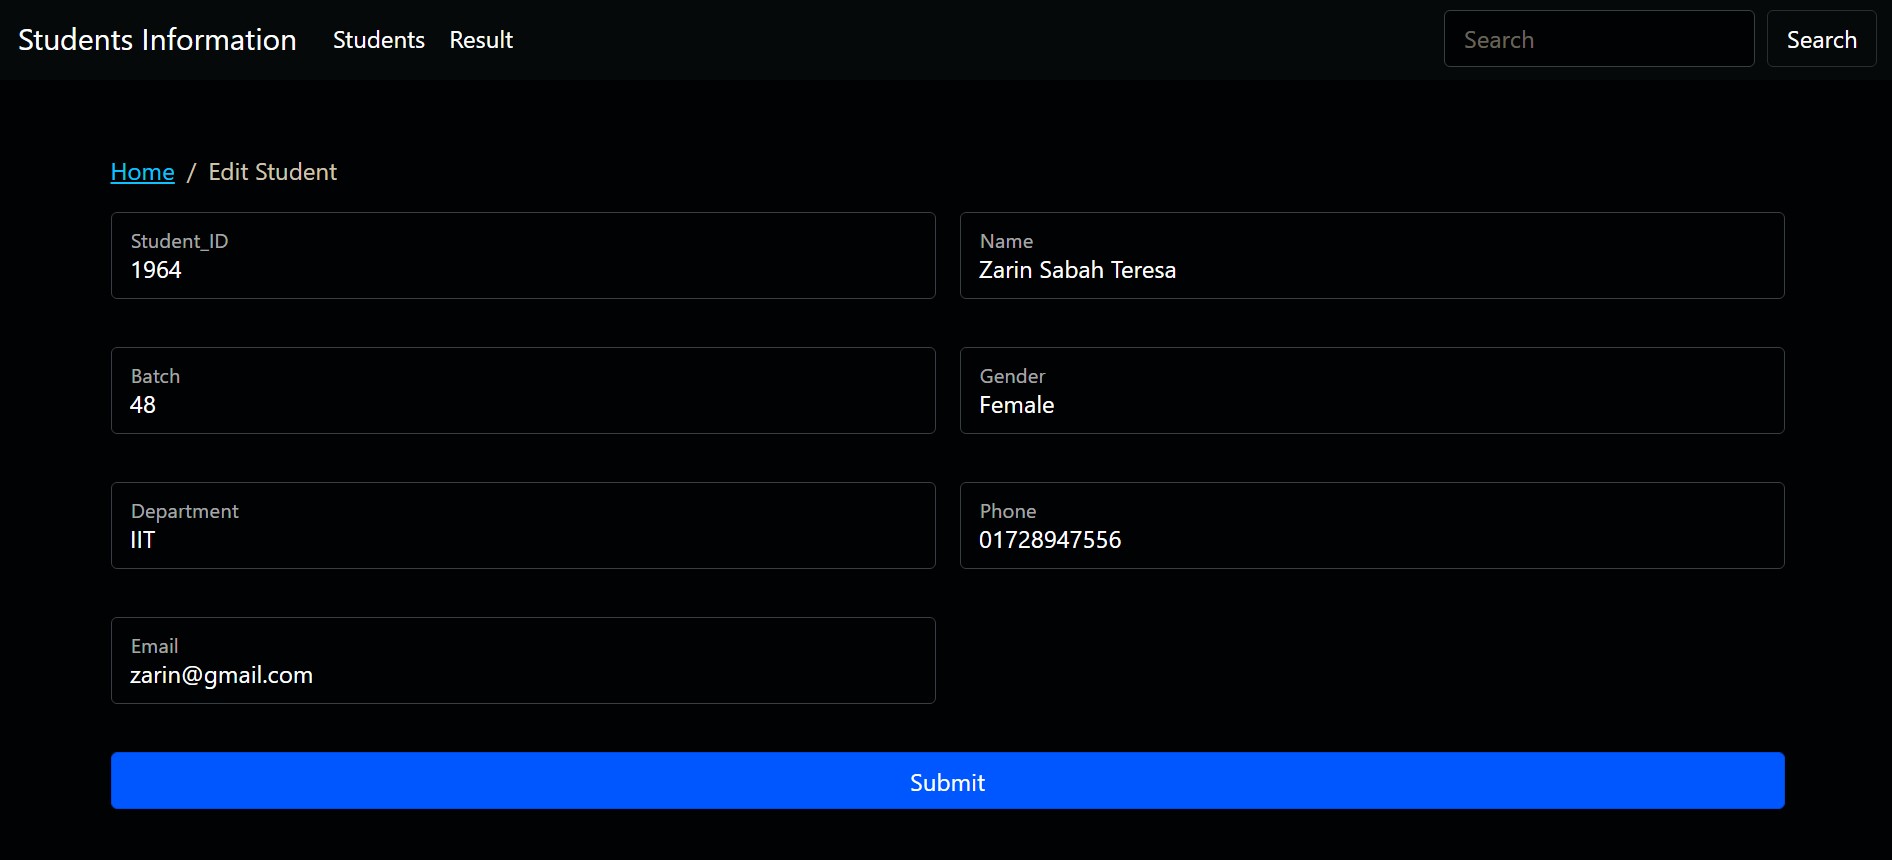 Students Information Students Result Search Search
Home / Edit Student
Student_ID
1964
Name
Zarin Sabah Teresa
Batch
48
Gender
Female
Department
IIT
Phone
01728947556
Email
zarin@gmail.com
Submit